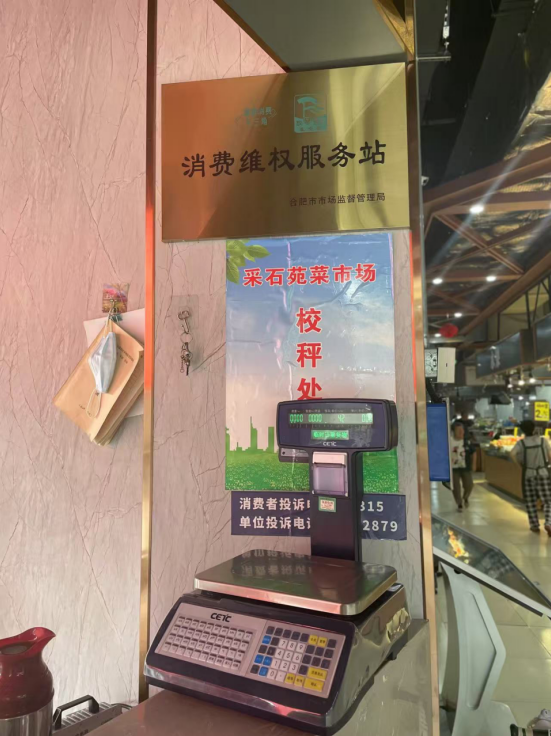 消费维权服务站
合肥市市场监督管理局
采石苑菜市场
校秤处
消费者投诉
315
单位投诉电
2879
CETC
CETC